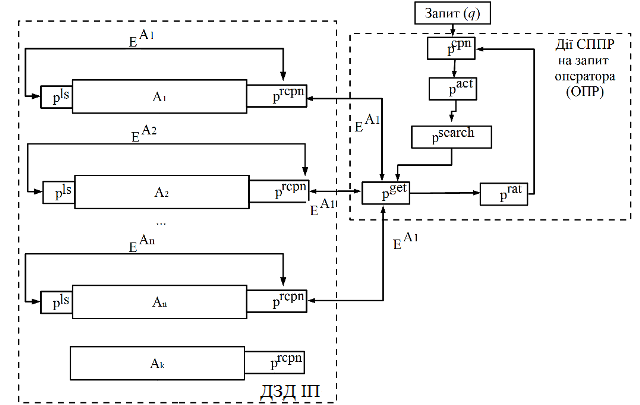 Запит (q)
E^A1
p^ls A1 p^rcpn
E^A2
p^ls A2 p^rcpn
...
E^An
p^ls An p^rcpn
Ak p^rcpn
ДЗД ІП
E^A1
E^A1
E^A1
p^cpn
p^act
p^search
p^get
p^rat
Дії СППР
на запит
оператора
(ОПР)